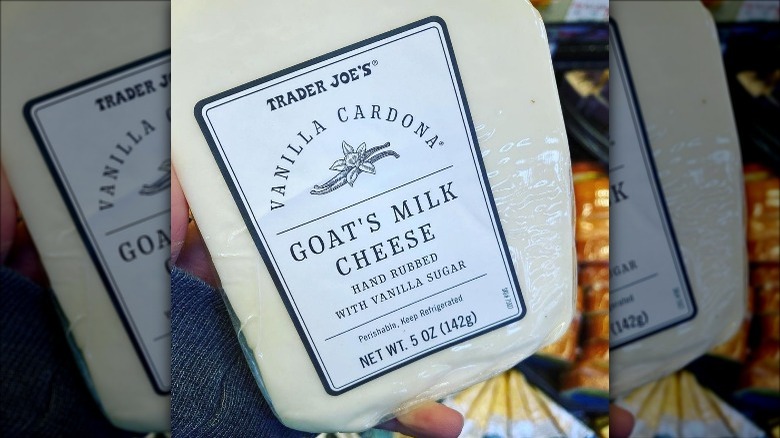 TRADER JOE'S®
VANILLA CARDONA®
GOAT'S MILK
CHEESE
HAND RUBBED
WITH VANILLA SUGAR
Perishable, Keep Refrigerated
NET WT. 5 OZ (142g)